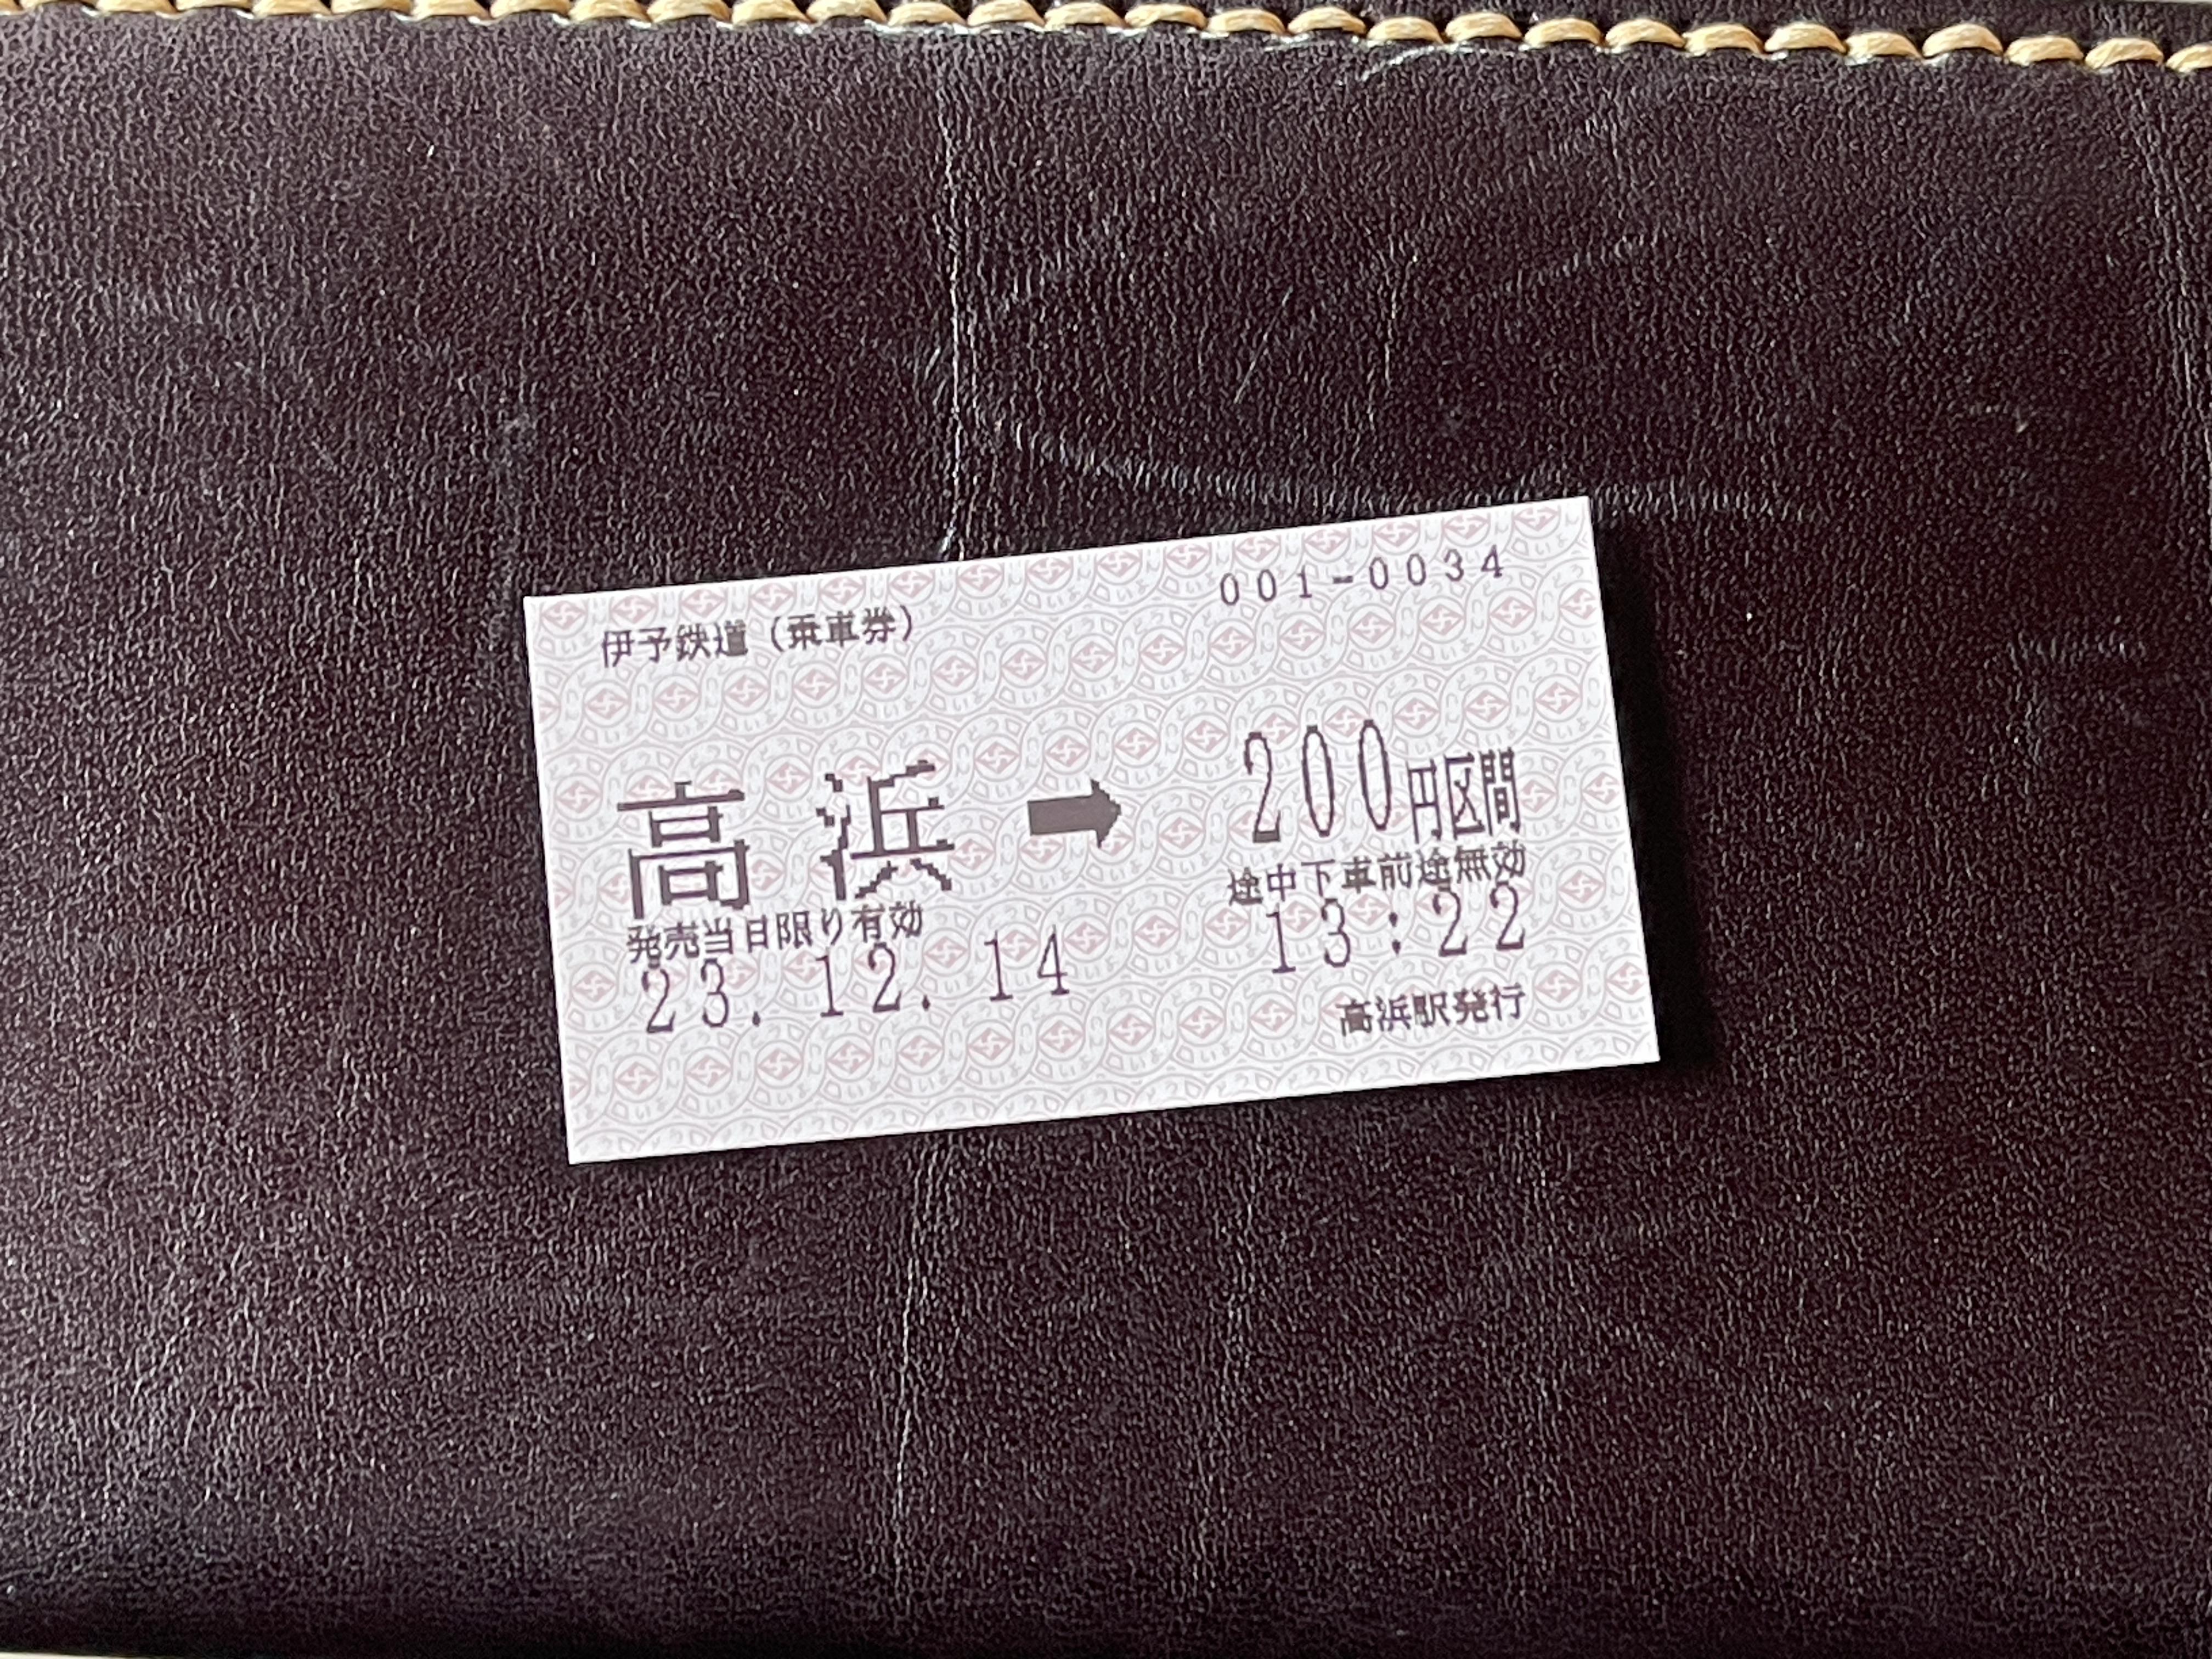 伊予鉄道（乗車券）
001-0034
高浜➡200円区間
発売当日限り有効
途中下車前途無効
23.12.14
13:22
高浜駅発行